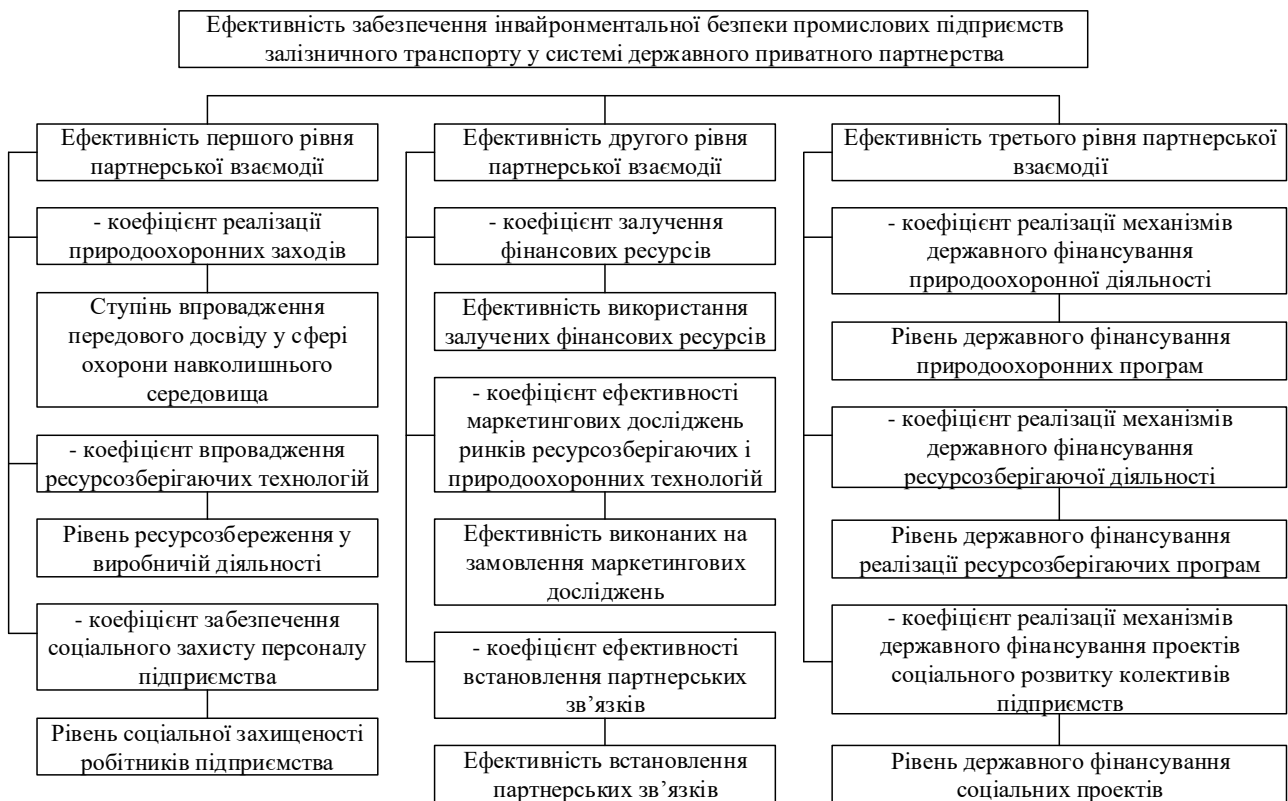 Ефективність забезпечення інвайронментальної безпеки промислових підприємств
залізничного транспорту у системі державного приватного партнерства
Ефективність першого рівня
партнерської взаємодії
- коефіцієнт реалізації
природоохоронних заходів
Ступінь впровадження
передового досвіду у сфері
охорони навколишнього
середовища
- коефіцієнт впровадження
ресурсозберігаючих технологій
Рівень ресурсозбереження у
виробничій діяльності
- коефіцієнт забезпечення
соціального захисту персоналу
підприємства
Рівень соціальної захищеності
робітників підприємства
Ефективність другого рівня
партнерської взаємодії
- коефіцієнт залучення
фінансових ресурсів
Ефективність використання
залучених фінансових ресурсів
- коефіцієнт ефективності
маркетингових досліджень
ринків ресурсозберігаючих і
природоохоронних технологій
Ефективність виконаних на
замовлення маркетингових
досліджень
- коефіцієнт ефективності
встановлення партнерських
зв’язків
Ефективність встановлення
партнерських зв’язків
Ефективність третього рівня партнерської
взаємодії
- коефіцієнт реалізації механізмів
державного фінансування
природоохоронної діяльності
Рівень державного фінансування
природоохоронних програм
- коефіцієнт реалізації механізмів
державного фінансування
ресурсозберігаючої діяльності
Рівень державного фінансування
реалізації ресурсозберігаючих програм
- коефіцієнт реалізації механізмів
державного фінансування проектів
соціального розвитку колективів
підприємств
Рівень державного фінансування
соціальних проектів